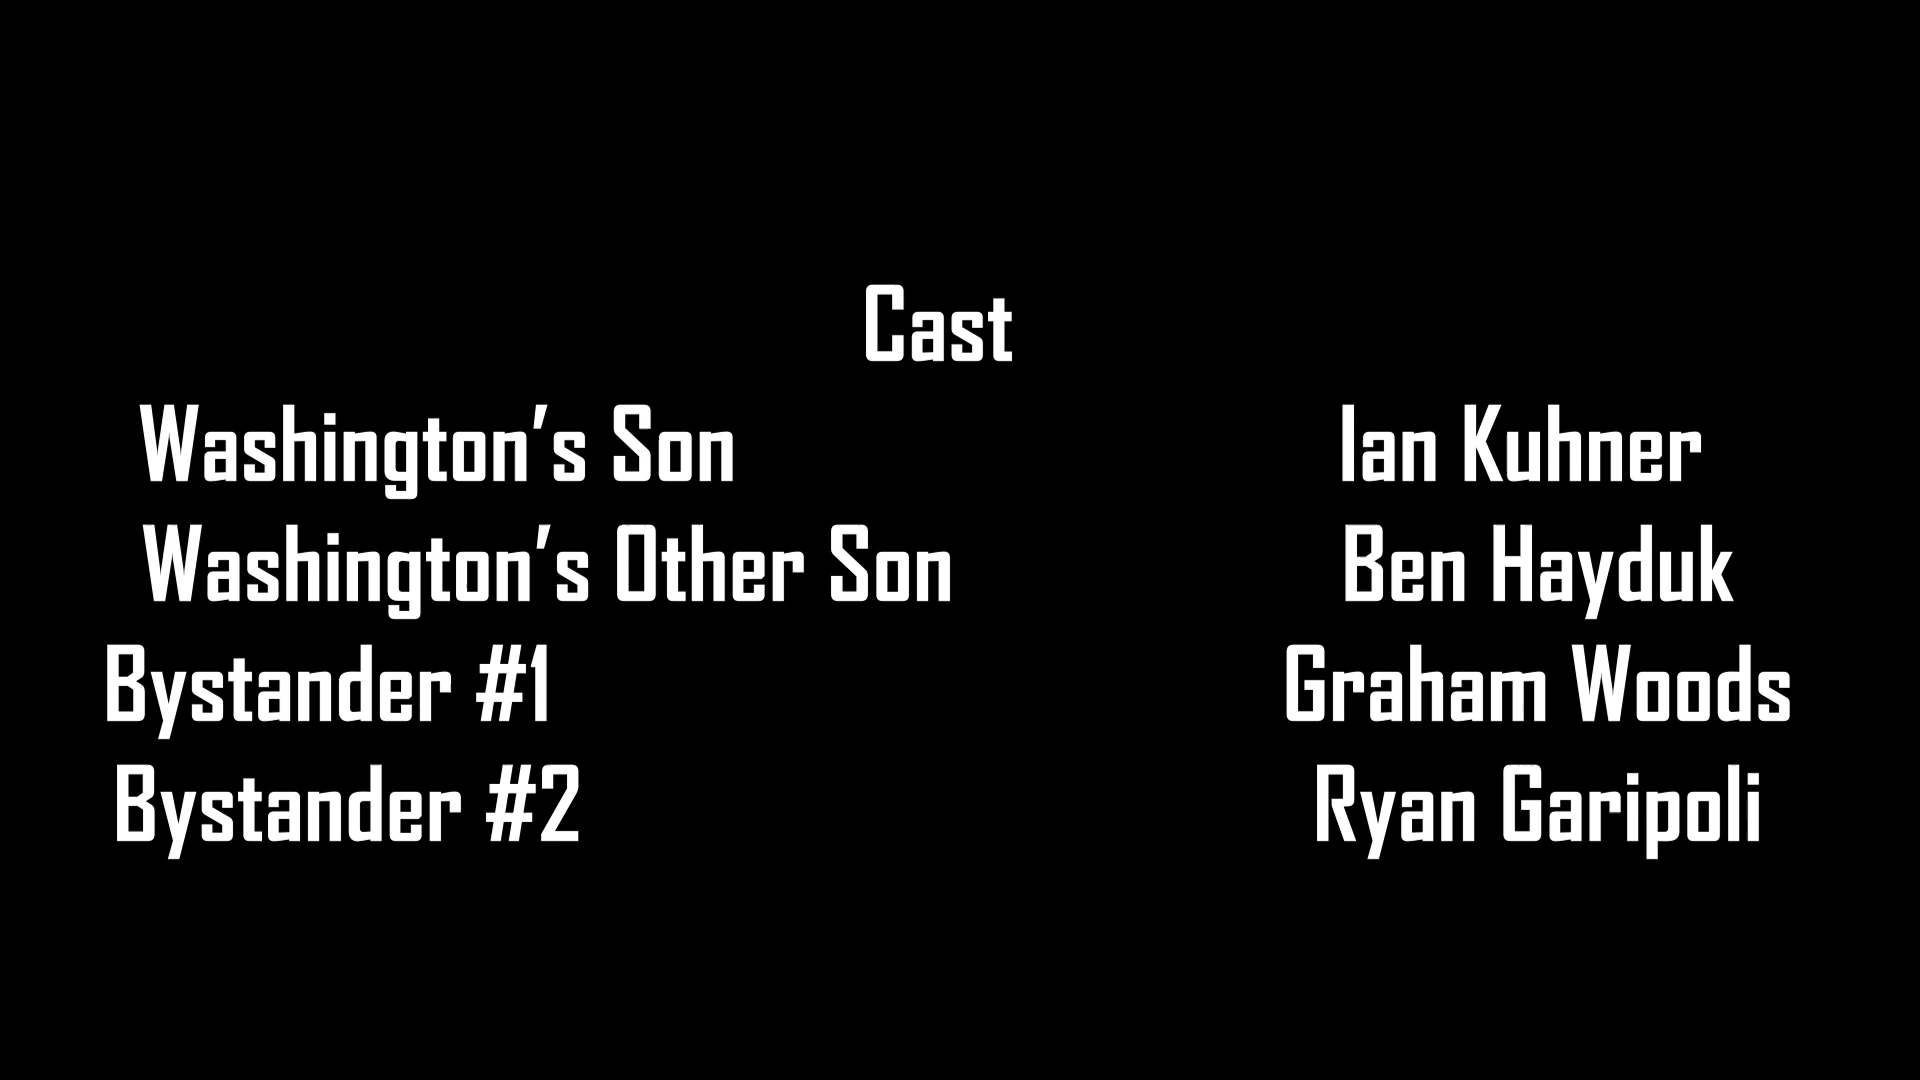 Cast
Washington’s Son Ian Kuhner
Washington’s Other Son Ben Hayduk
Bystander #1 Graham Woods
Bystander #2 Ryan Garipoli